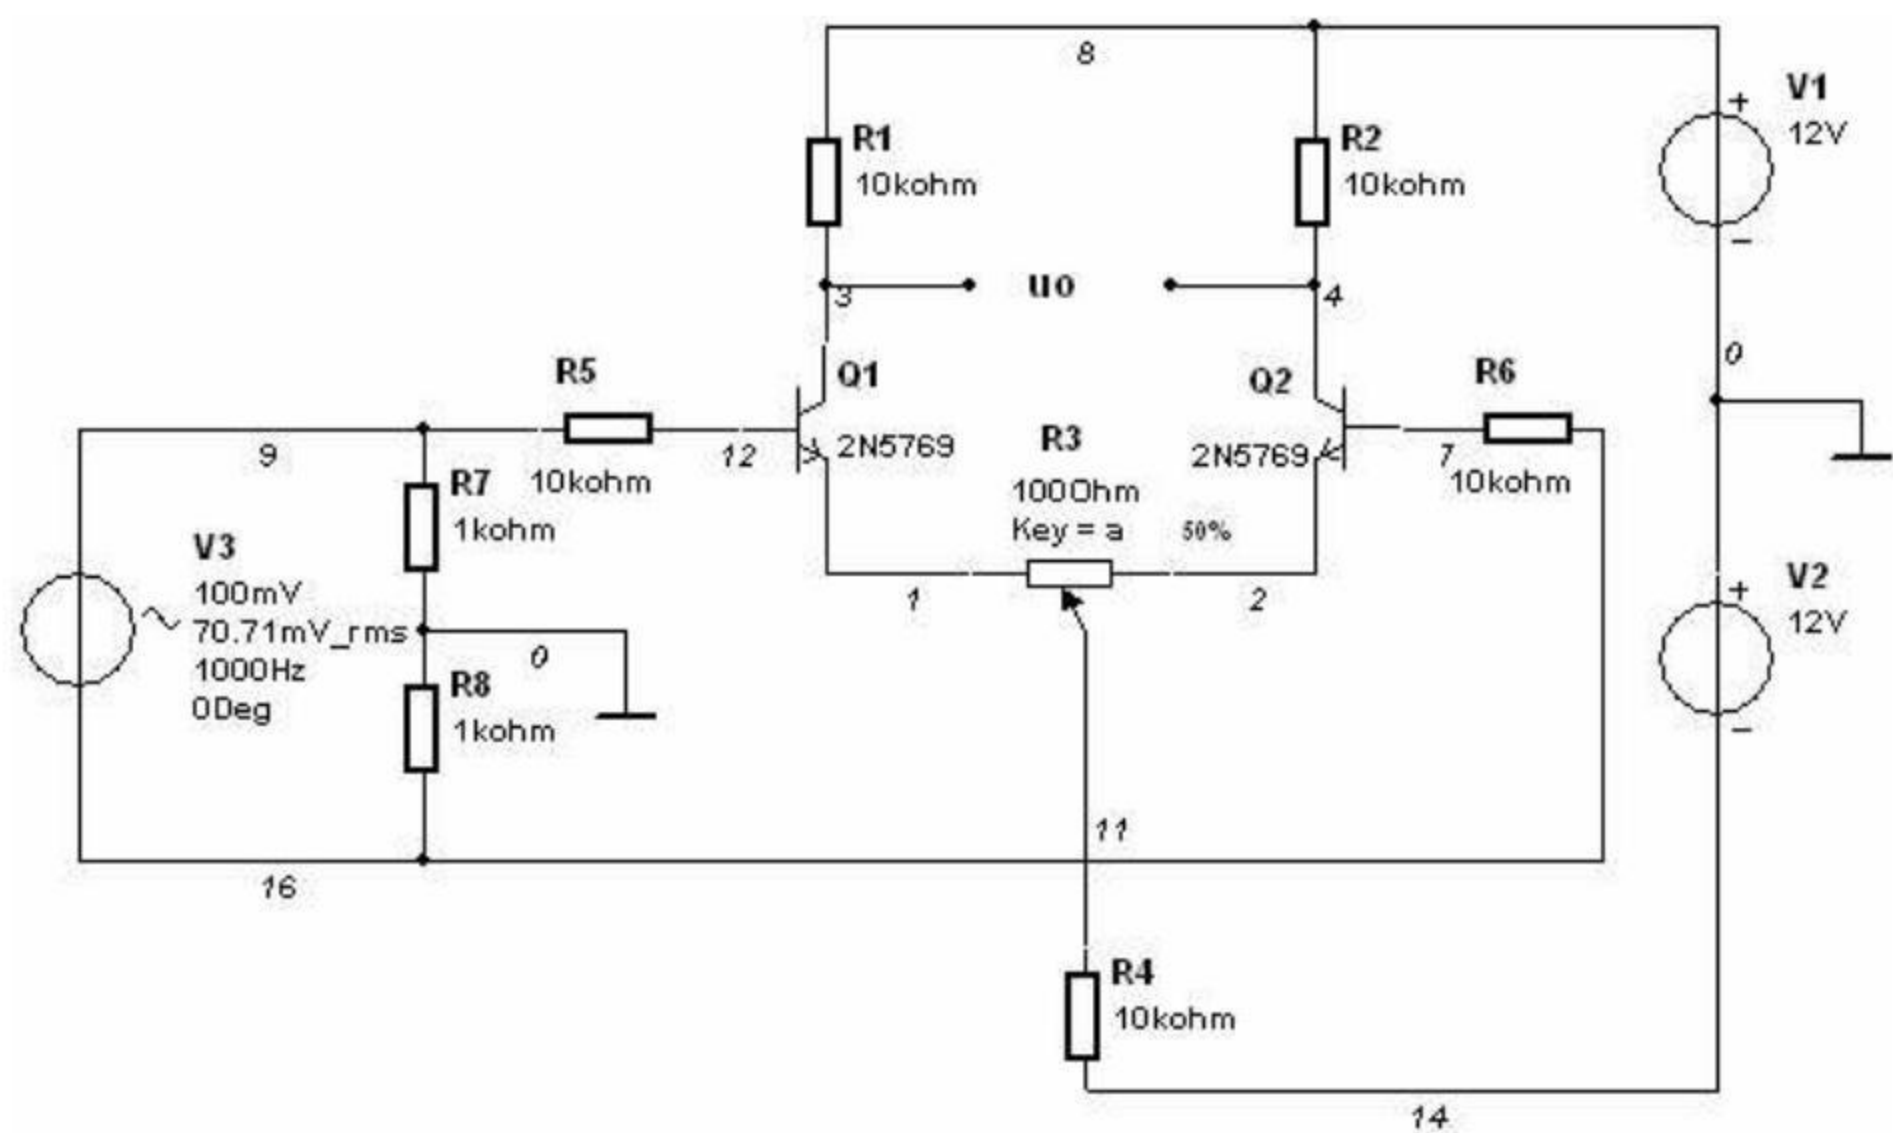 8
V1
+
12V
R1
10kohm
R2
10kohm
−
3
uo
4
0
R5
Q1
Q2
R6
9
12
2N5769
R3
2N5769
7
10kohm
10kohm
R7
1kohm
100Ohm
Key = a
50%
V3
100mV
70.71mV_rms
1000Hz
0Deg
1
2
+
V2
12V
0
R8
1kohm
−
11
16
R4
10kohm
14